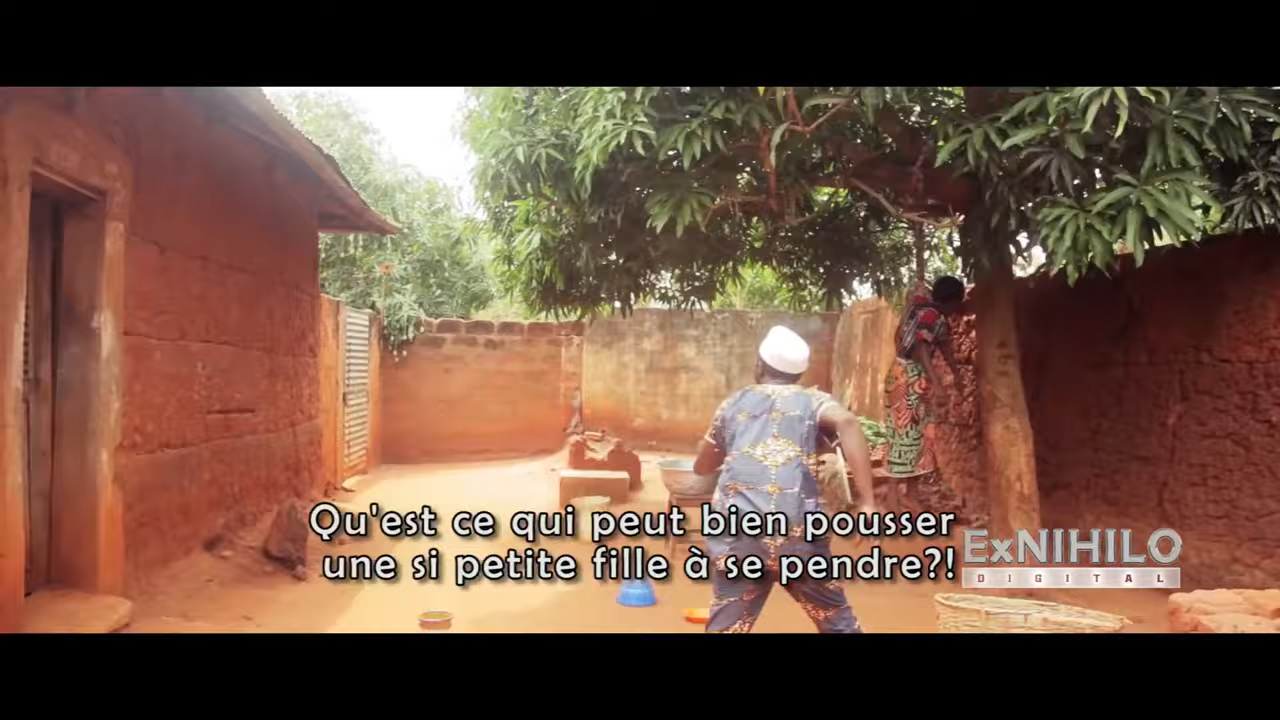 Qu'est ce qui peut bien pousser
une si petite fille à se pendre?!
ExNIHILO
DIGITAL